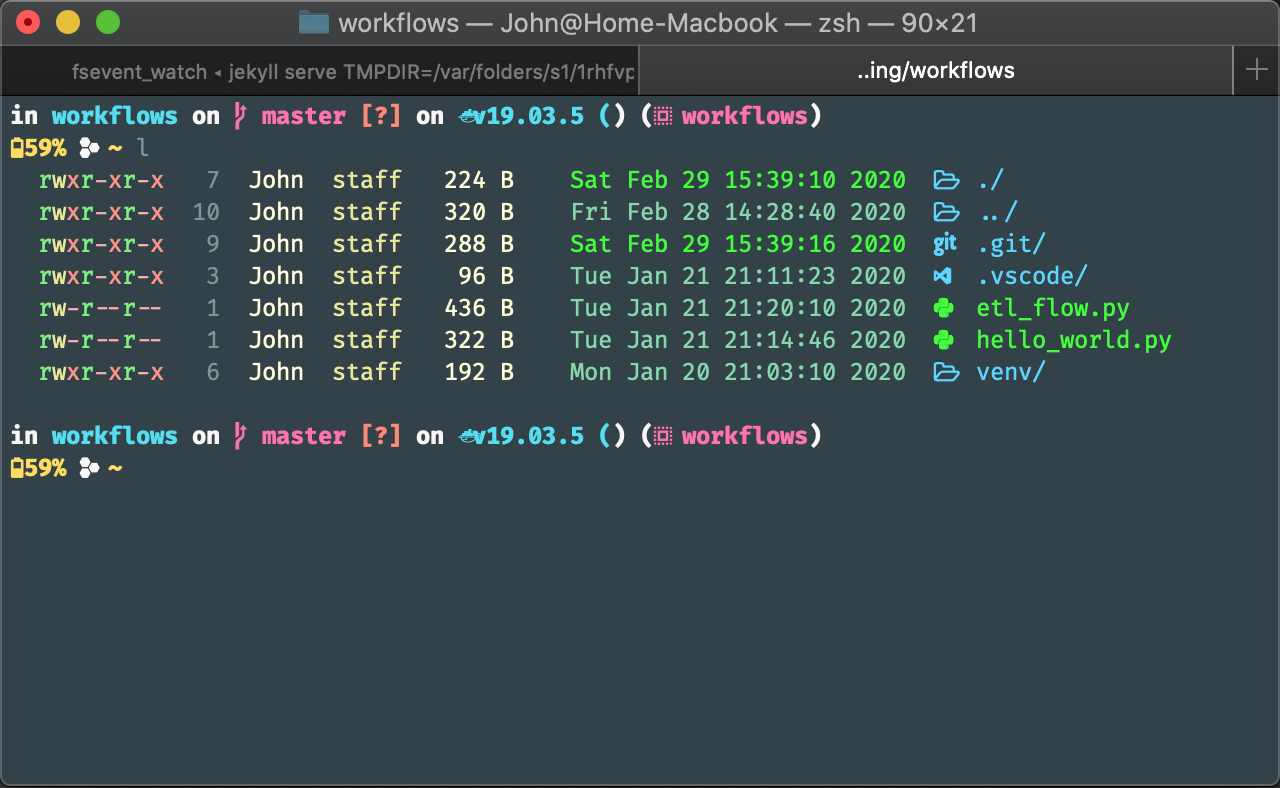 workflows — John@Home-Macbook — zsh — 90×21
fsevent_watch ◂ jekyll serve TMPDIR=/var/folders/s1/1rhfvp
..ing/workflows
in workflows on master [?] on v19.03.5 () (workflows)
59% ~ l
rwxr-xr-x 7 John staff 224 B Sat Feb 29 15:39:10 2020 ./
rwxr-xr-x 10 John staff 320 B Fri Feb 28 14:28:40 2020 ../
rwxr-xr-x 9 John staff 288 B Sat Feb 29 15:39:16 2020 git .git/
rwxr-xr-x 3 John staff 96 B Tue Jan 21 21:11:23 2020 .vscode/
rw-r--r-- 1 John staff 436 B Tue Jan 21 21:20:10 2020 etl_flow.py
rw-r--r-- 1 John staff 322 B Tue Jan 21 21:14:46 2020 hello_world.py
rwxr-xr-x 6 John staff 192 B Mon Jan 20 21:03:10 2020 venv/
in workflows on master [?] on v19.03.5 () (workflows)
59% ~